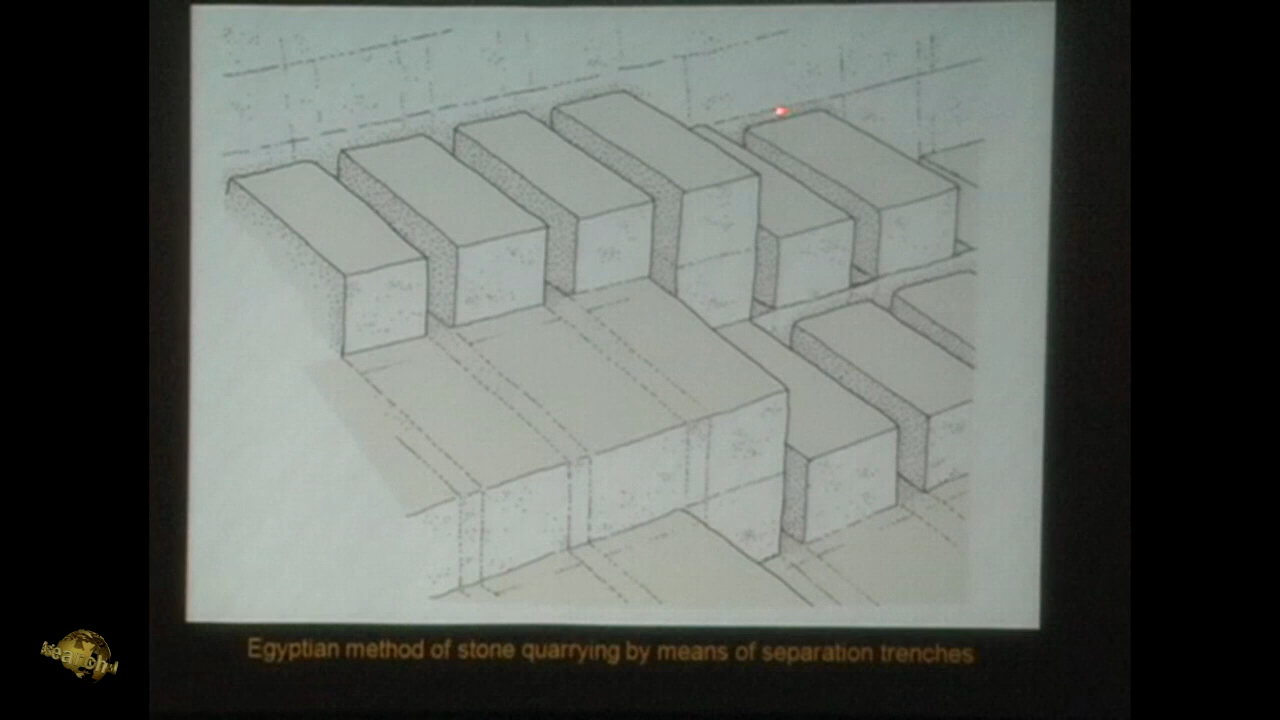 Egyptian method of stone quarrying by means of separation trenches